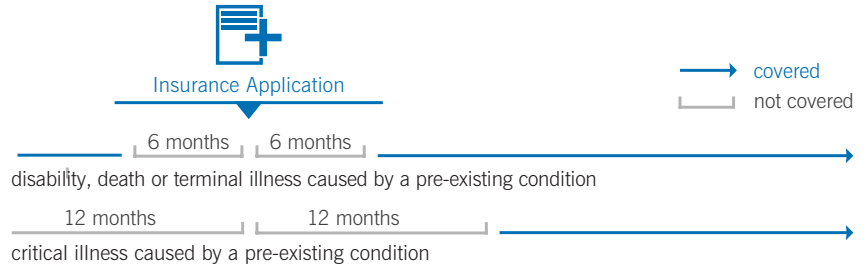 Insurance Application
covered
not covered
6 months 6 months
disability, death or terminal illness caused by a pre-existing condition
12 months 12 months
critical illness caused by a pre-existing condition